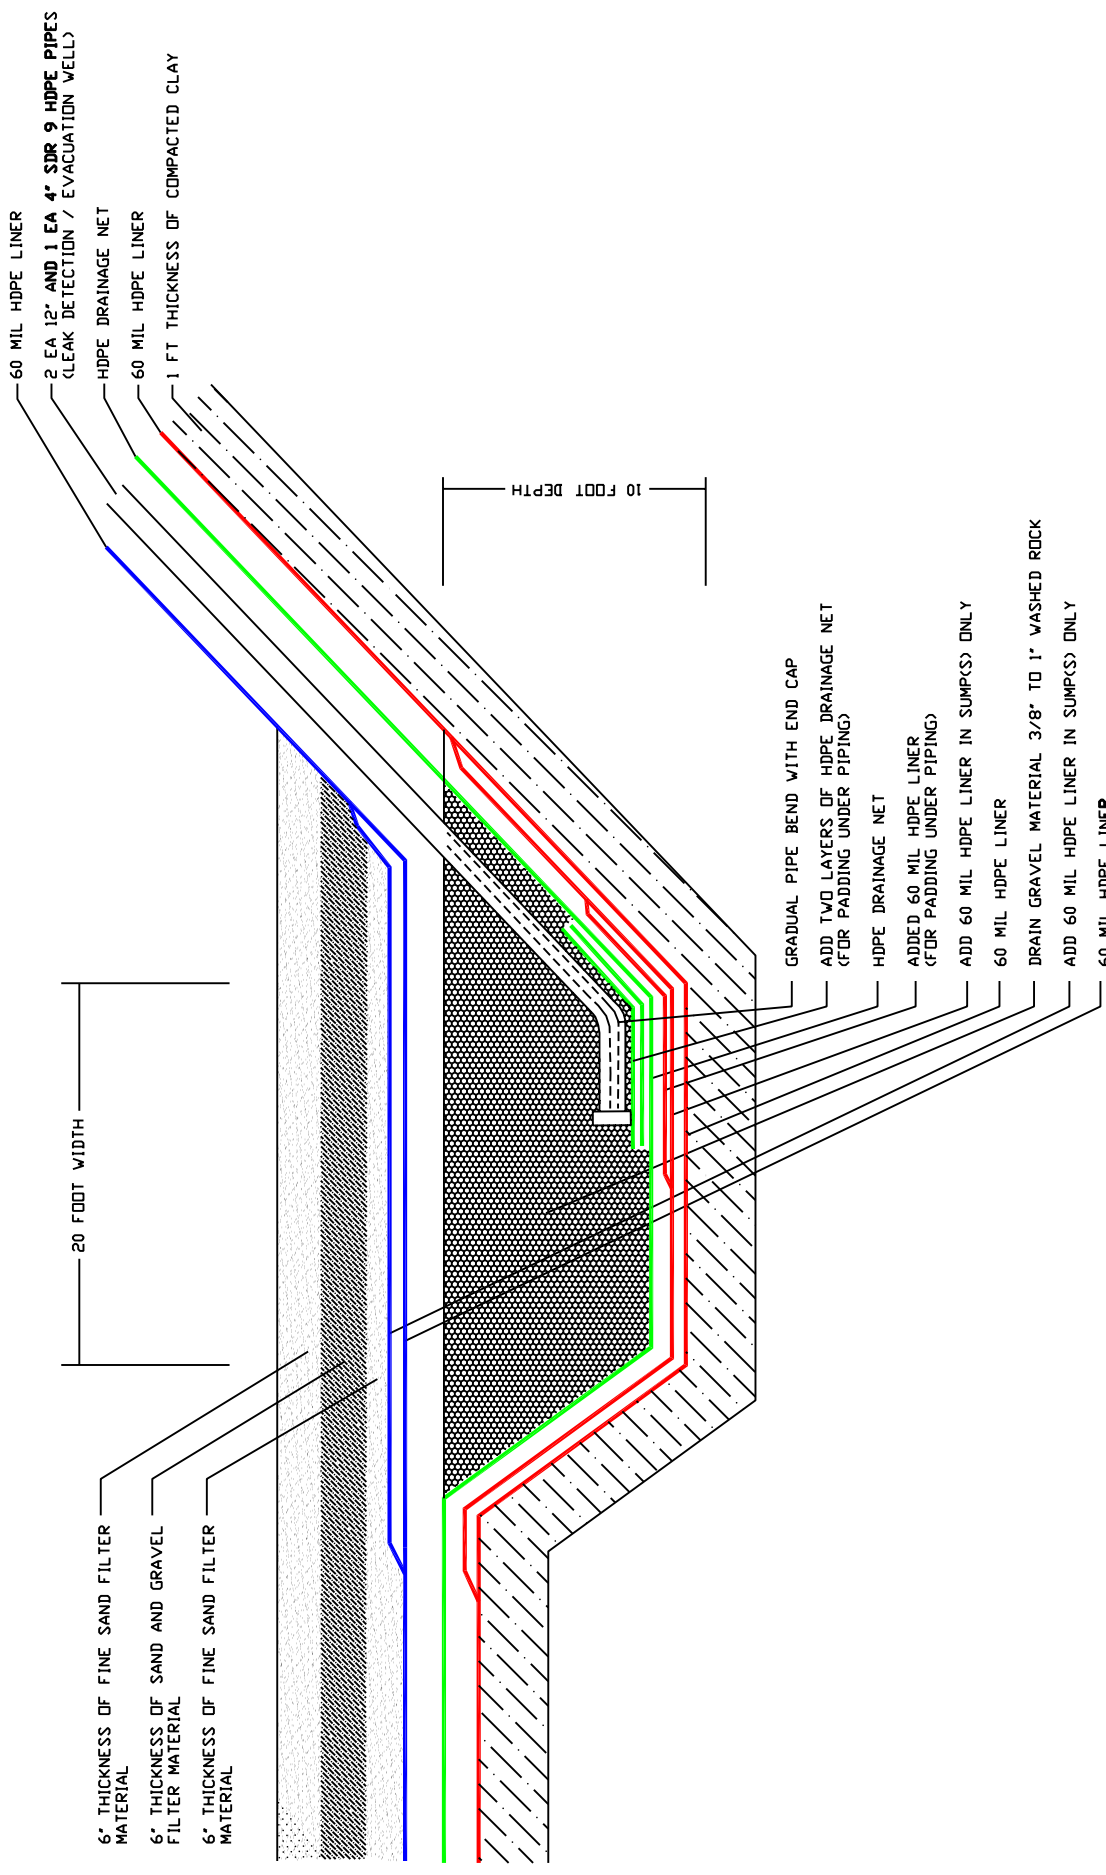 60 MIL HDPE LINER
2 EA 12" AND 1 EA 4" SDR 9 HDPE PIPES
(LEAK DETECTION / EVACUATION WELL)
HDPE DRAINAGE NET
60 MIL HDPE LINER
1 FT THICKNESS OF COMPACTED CLAY
10 FOOT DEPTH
20 FOOT WIDTH
GRADUAL PIPE BEND WITH END CAP
ADD TWO LAYERS OF HDPE DRAINAGE NET
(FOR PADDING UNDER PIPING)
HDPE DRAINAGE NET
ADDED 60 MIL HDPE LINER
(FOR PADDING UNDER PIPING)
ADD 60 MIL HDPE LINER IN SUMP(S) ONLY
60 MIL HDPE LINER
DRAIN GRAVEL MATERIAL 3/8" TO 1" WASHED ROCK
ADD 60 MIL HDPE LINER IN SUMP(S) ONLY
60 MIL HDPE LINER
6" THICKNESS OF FINE SAND FILTER
MATERIAL
6" THICKNESS OF SAND AND GRAVEL
FILTER MATERIAL
6" THICKNESS OF FINE SAND FILTER
MATERIAL